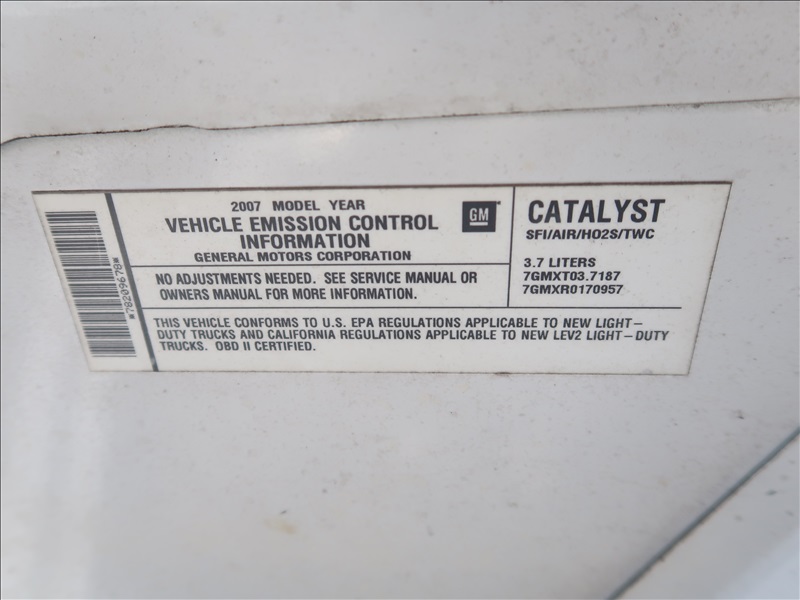 2007 MODEL YEAR
VEHICLE EMISSION CONTROL
INFORMATION
GENERAL MOTORS CORPORATION
GM
NO ADJUSTMENTS NEEDED. SEE SERVICE MANUAL OR
OWNERS MANUAL FOR MORE INFORMATION.
CATALYST
SFI/AIR/HO2S/TWC
3.7 LITERS
7GMXT03.7187
7GMXR0170957
THIS VEHICLE CONFORMS TO U.S. EPA REGULATIONS APPLICABLE TO NEW LIGHT-
DUTY TRUCKS AND CALIFORNIA REGULATIONS APPLICABLE TO NEW LEV2 LIGHT-DUTY
TRUCKS. OBD II CERTIFIED.
*78209678*